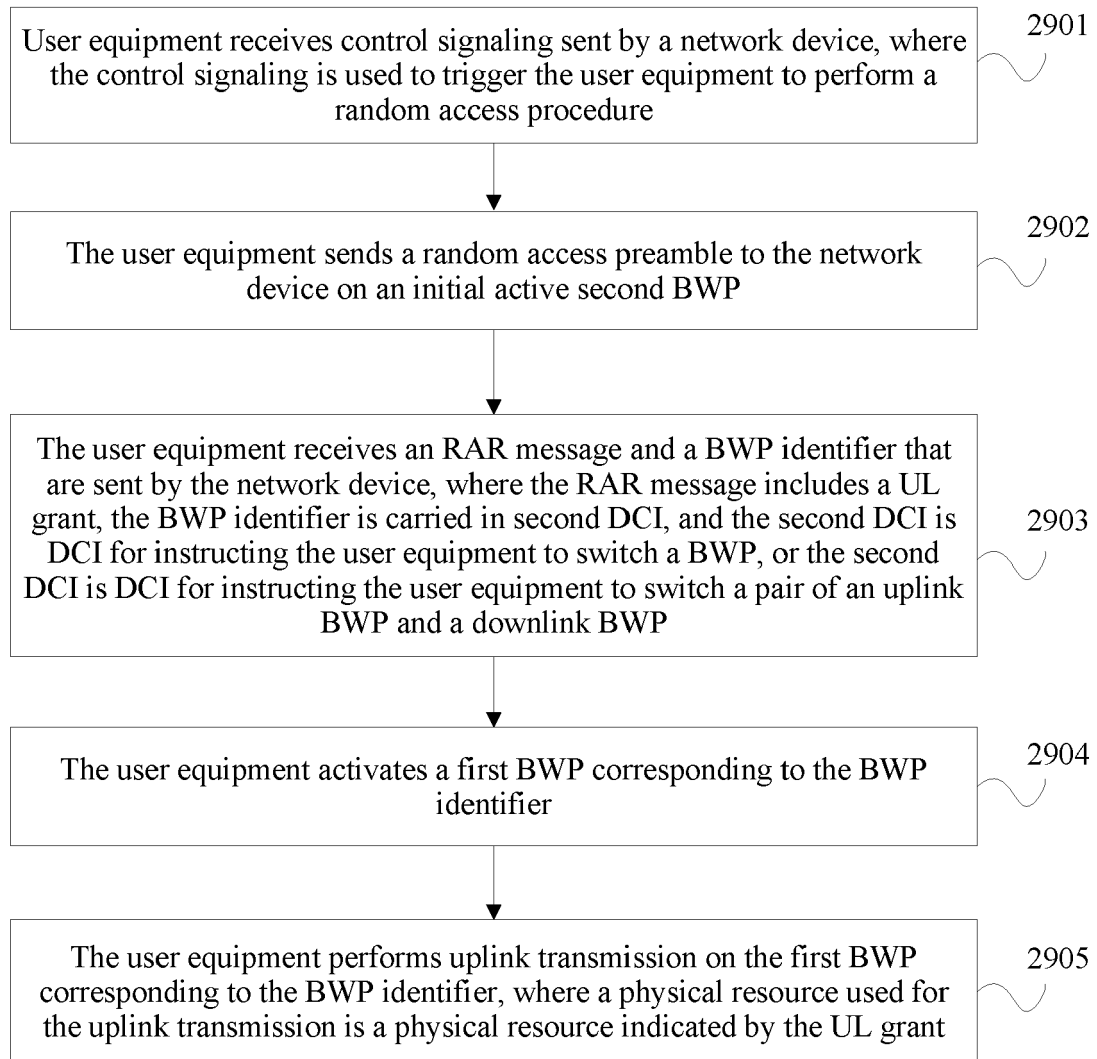 2901
User equipment receives control signaling sent by a network device, where
the control signaling is used to trigger the user equipment to perform a
random access procedure
2902
The user equipment sends a random access preamble to the network
device on an initial active second BWP
The user equipment receives an RAR message and a BWP identifier that
are sent by the network device, where the RAR message includes a UL
grant, the BWP identifier is carried in second DCI, and the second DCI is
DCI for instructing the user equipment to switch a BWP, or the second
DCI is DCI for instructing the user equipment to switch a pair of an uplink
BWP and a downlink BWP
2903
2904
The user equipment activates a first BWP corresponding to the BWP
identifier
The user equipment performs uplink transmission on the first BWP
corresponding to the BWP identifier, where a physical resource used for
the uplink transmission is a physical resource indicated by the UL grant
2905